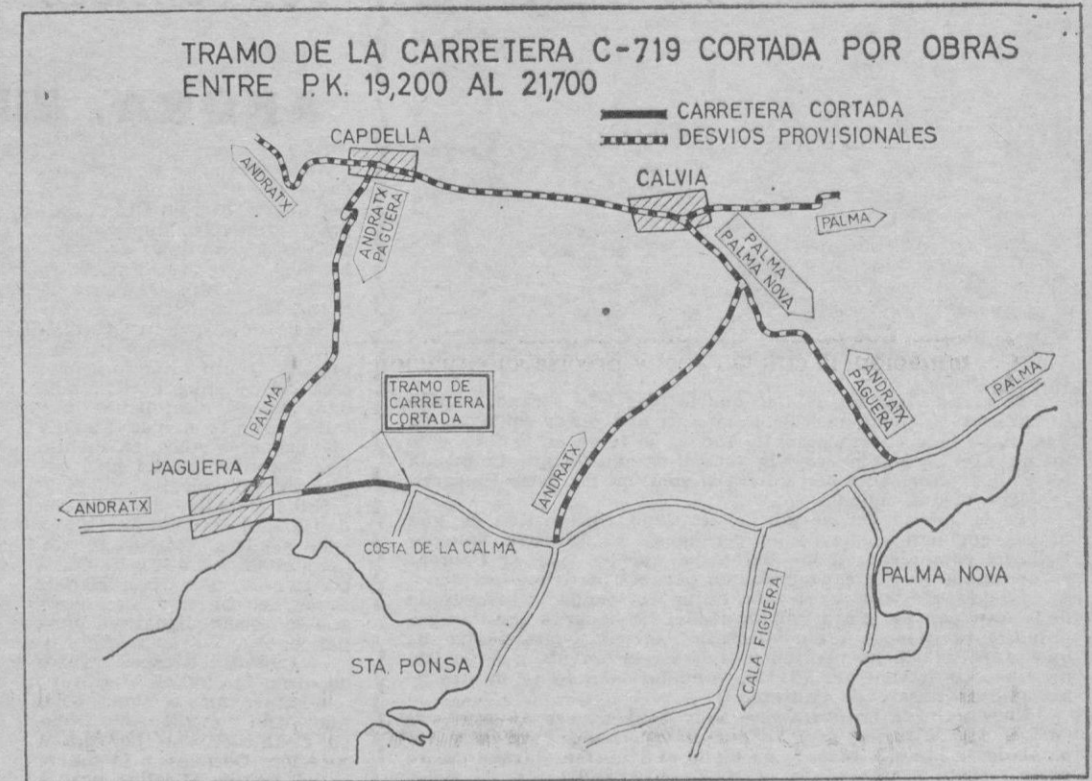 TRAMO DE LA CARRETERA C-719 CORTADA POR OBRAS
ENTRE P.K. 19,200 AL 21,700
CARRETERA CORTADA
DESVIOS PROVISIONALES
CAPDELLA
ANDRATX
CALVIA
ANDRATX
PAGUERA
PALMA
PALMA
PALMA NOVA
TRAMO DE
CARRETERA
CORTADA
PALMA
ANDRATX
PAGUERA
PALMA
PAGUERA
ANDRATX
ANDRATX
COSTA DE LA CALMA
PALMA NOVA
STA PONSA
CALA FIGUERA